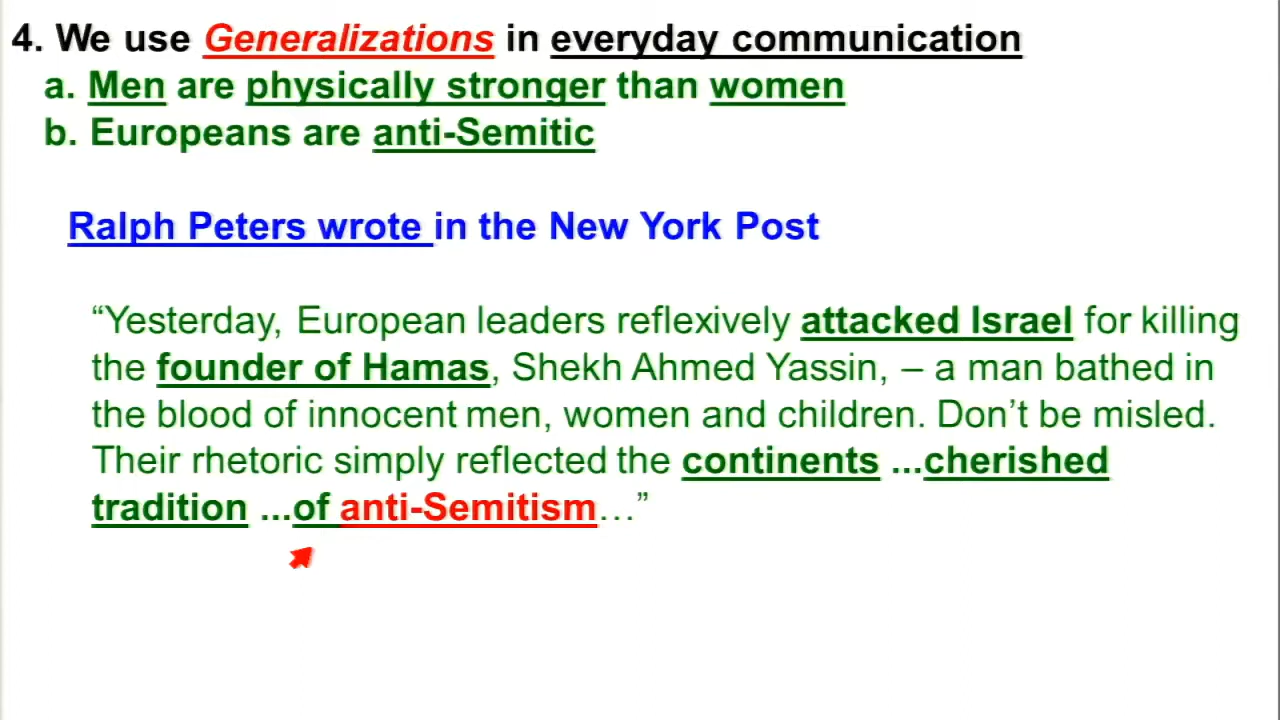 4. We use Generalizations in everyday communication
a. Men are physically stronger than women
b. Europeans are anti-Semitic
Ralph Peters wrote in the New York Post
“Yesterday, European leaders reflexively attacked Israel for killing
the founder of Hamas, Shekh Ahmed Yassin, – a man bathed in
the blood of innocent men, women and children. Don’t be misled.
Their rhetoric simply reflected the continents ...cherished
tradition ...of anti-Semitism…”